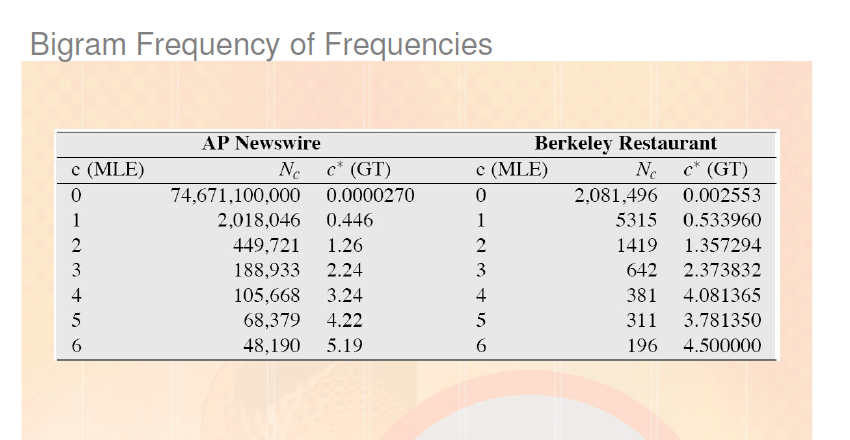 Bigram Frequency of Frequencies
AP Newswire Berkeley Restaurant
c (MLE) Nc c* (GT) c (MLE) Nc c* (GT)
0 74,671,100,000 0.0000270 0 2,081,496 0.002553
1 2,018,046 0.446 1 5315 0.533960
2 449,721 1.26 2 1419 1.357294
3 188,933 2.24 3 642 2.373832
4 105,668 3.24 4 381 4.081365
5 68,379 4.22 5 311 3.781350
6 48,190 5.19 6 196 4.500000